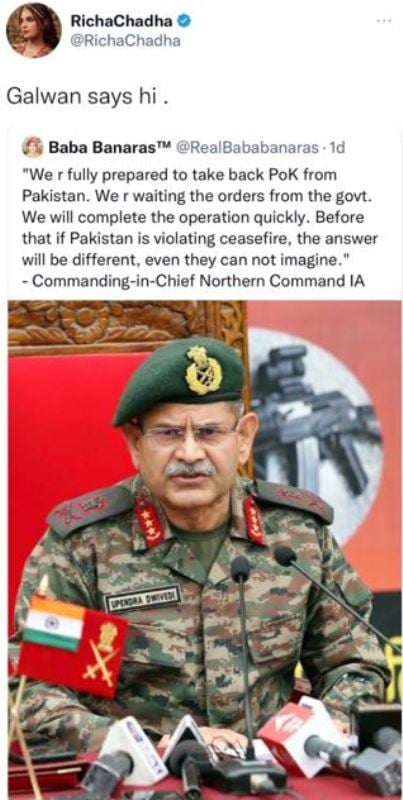 RichaChadha
@RichaChadha
Galwan says hi .
Baba Banaras™ @RealBababanaras · 1d
"We r fully prepared to take back PoK from
Pakistan. We r waiting the orders from the govt.
We will complete the operation quickly. Before
that if Pakistan is violating ceasefire, the answer
will be different, even they can not imagine."
- Commanding-in-Chief Northern Command IA
UPENDRA DWIVEDI